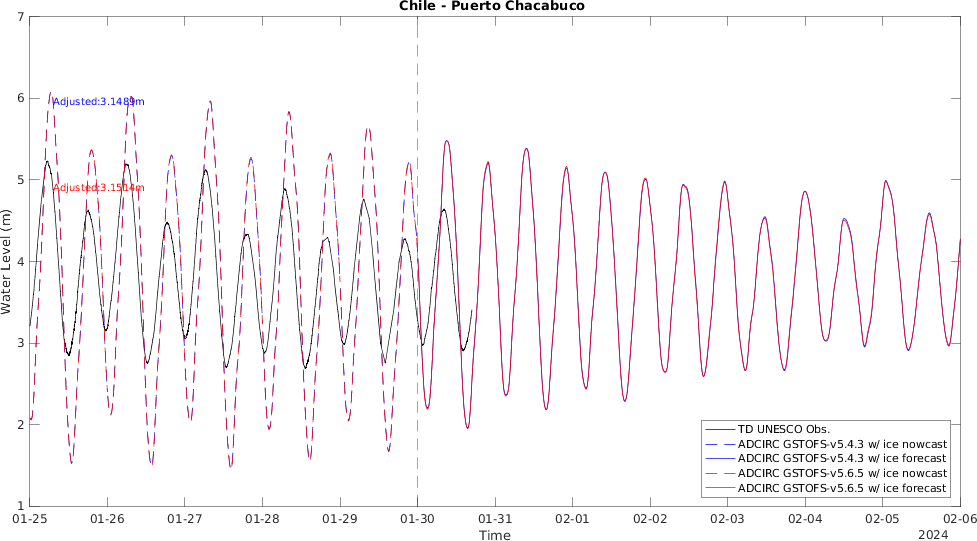 Chile - Puerto Chacabuco
7
6
5
4
3
2
1
Water Level (m)
Adjusted:3.1489m
Adjusted:3.1514m
TD UNESCO Obs.
ADCIRC GSTOFS-v5.4.3 w/ ice nowcast
ADCIRC GSTOFS-v5.4.3 w/ ice forecast
ADCIRC GSTOFS-v5.6.5 w/ ice nowcast
ADCIRC GSTOFS-v5.6.5 w/ ice forecast
01-25 01-26 01-27 01-28 01-29 01-30 01-31 02-01 02-02 02-03 02-04 02-05 02-06
Time
2024